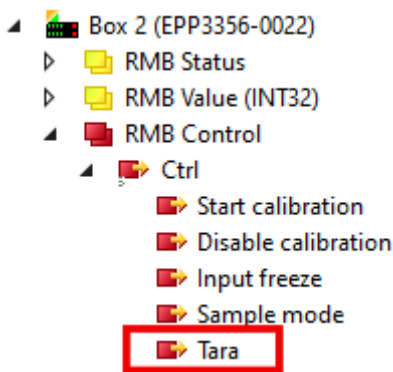 Box 2 (EPP3356-0022)
RMB Status
RMB Value (INT32)
RMB Control
Ctrl
Start calibration
Disable calibration
Input freeze
Sample mode
Tara